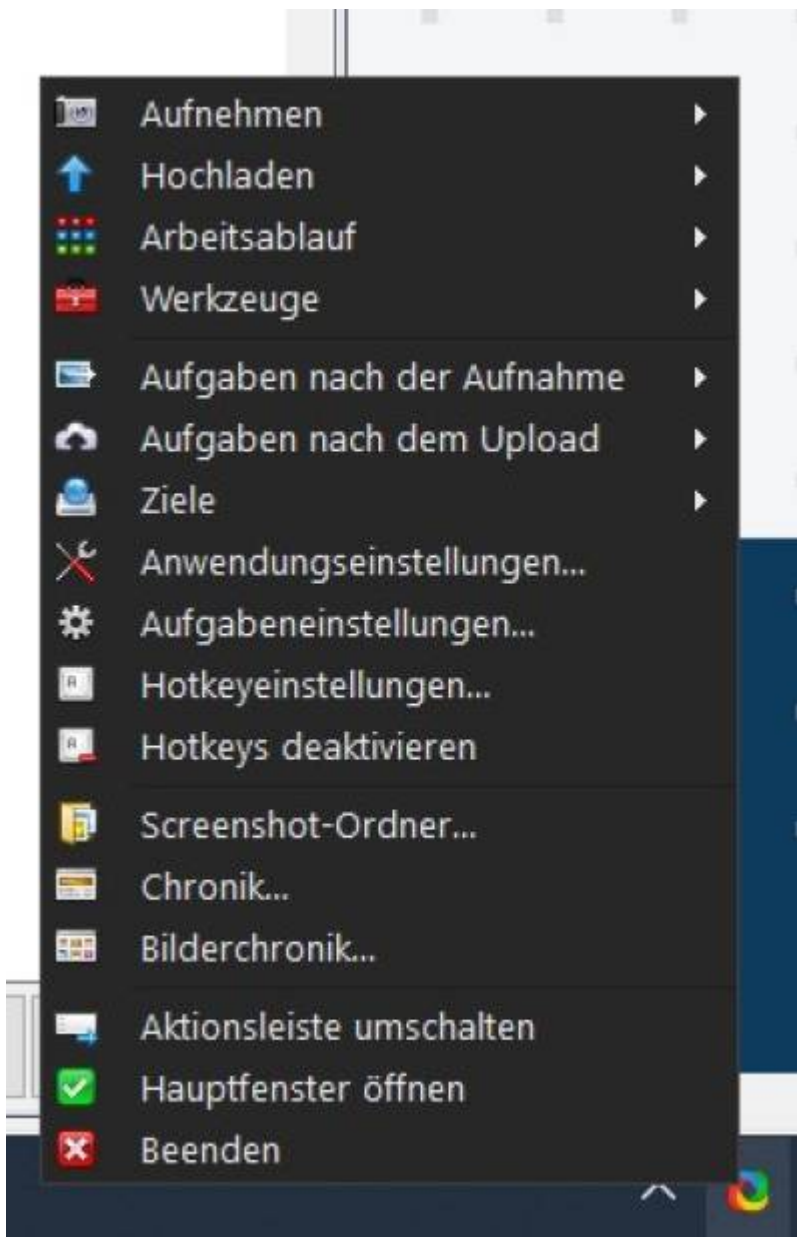 Aufnehmen
Hochladen
Arbeitsablauf
Werkzeuge
Aufgaben nach der Aufnahme
Aufgaben nach dem Upload
Ziele
Anwendungseinstellungen...
Aufgabeneinstellungen...
Hotkeyeinstellungen...
Hotkeys deaktivieren
Screenshot-Ordner...
Chronik...
Bilderchronik...
Aktionsleiste umschalten
Hauptfenster öffnen
Beenden